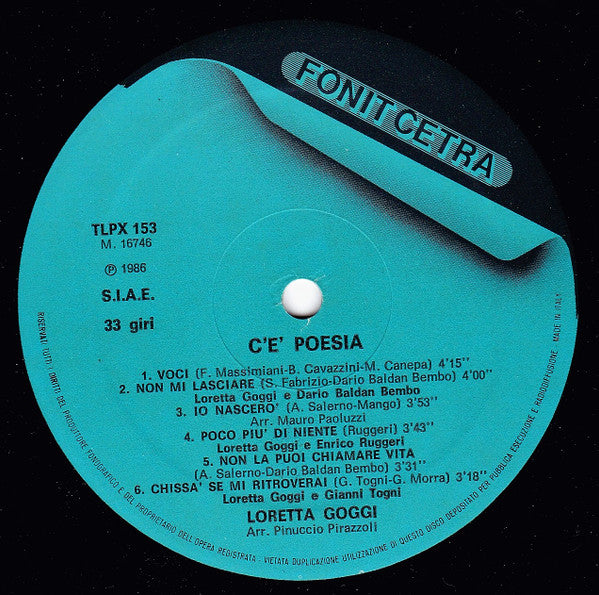 FONIT CETRA
TLPX 153
M. 16746
Ⓟ 1986
S.I.A.E.
33 giri
C'E' POESIA
1. VOCI (F. Massimiani-B. Cavazzini-M. Canepa) 4'15''
2. NON MI LASCIARE (S. Fabrizio-Dario Baldan Bembo) 4'00''
Loretta Goggi e Dario Baldan Bembo
3. IO NASCERO' (A. Salerno-Mango) 3'53''
Arr. Mauro Paoluzzi
4. POCO PIU' DI NIENTE (Ruggeri) 3'43''
Loretta Goggi e Enrico Ruggeri
5. NON LA PUOI CHIAMARE VITA
(A. Salerno-Dario Baldan Bembo) 3'31''
6. CHISSA' SE MI RITROVERAI (G. Togni-G. Morra) 3'18''
Loretta Goggi e Gianni Togni
LORETTA GOGGI
Arr. Pinuccio Pirazzoli
RISERVATI TUTTI I DIRITTI DEL PRODUTTORE FONOGRAFICO E DEL PROPRIETARIO DELL'OPERA REGISTRATA - VIETATA DUPLICAZIONE UTILIZZAZIONE DI QUESTO DISCO DEPOSITATO PER PUBBLICA ESECUZIONE E RADIODIFFUSIONE. MADE IN ITALY